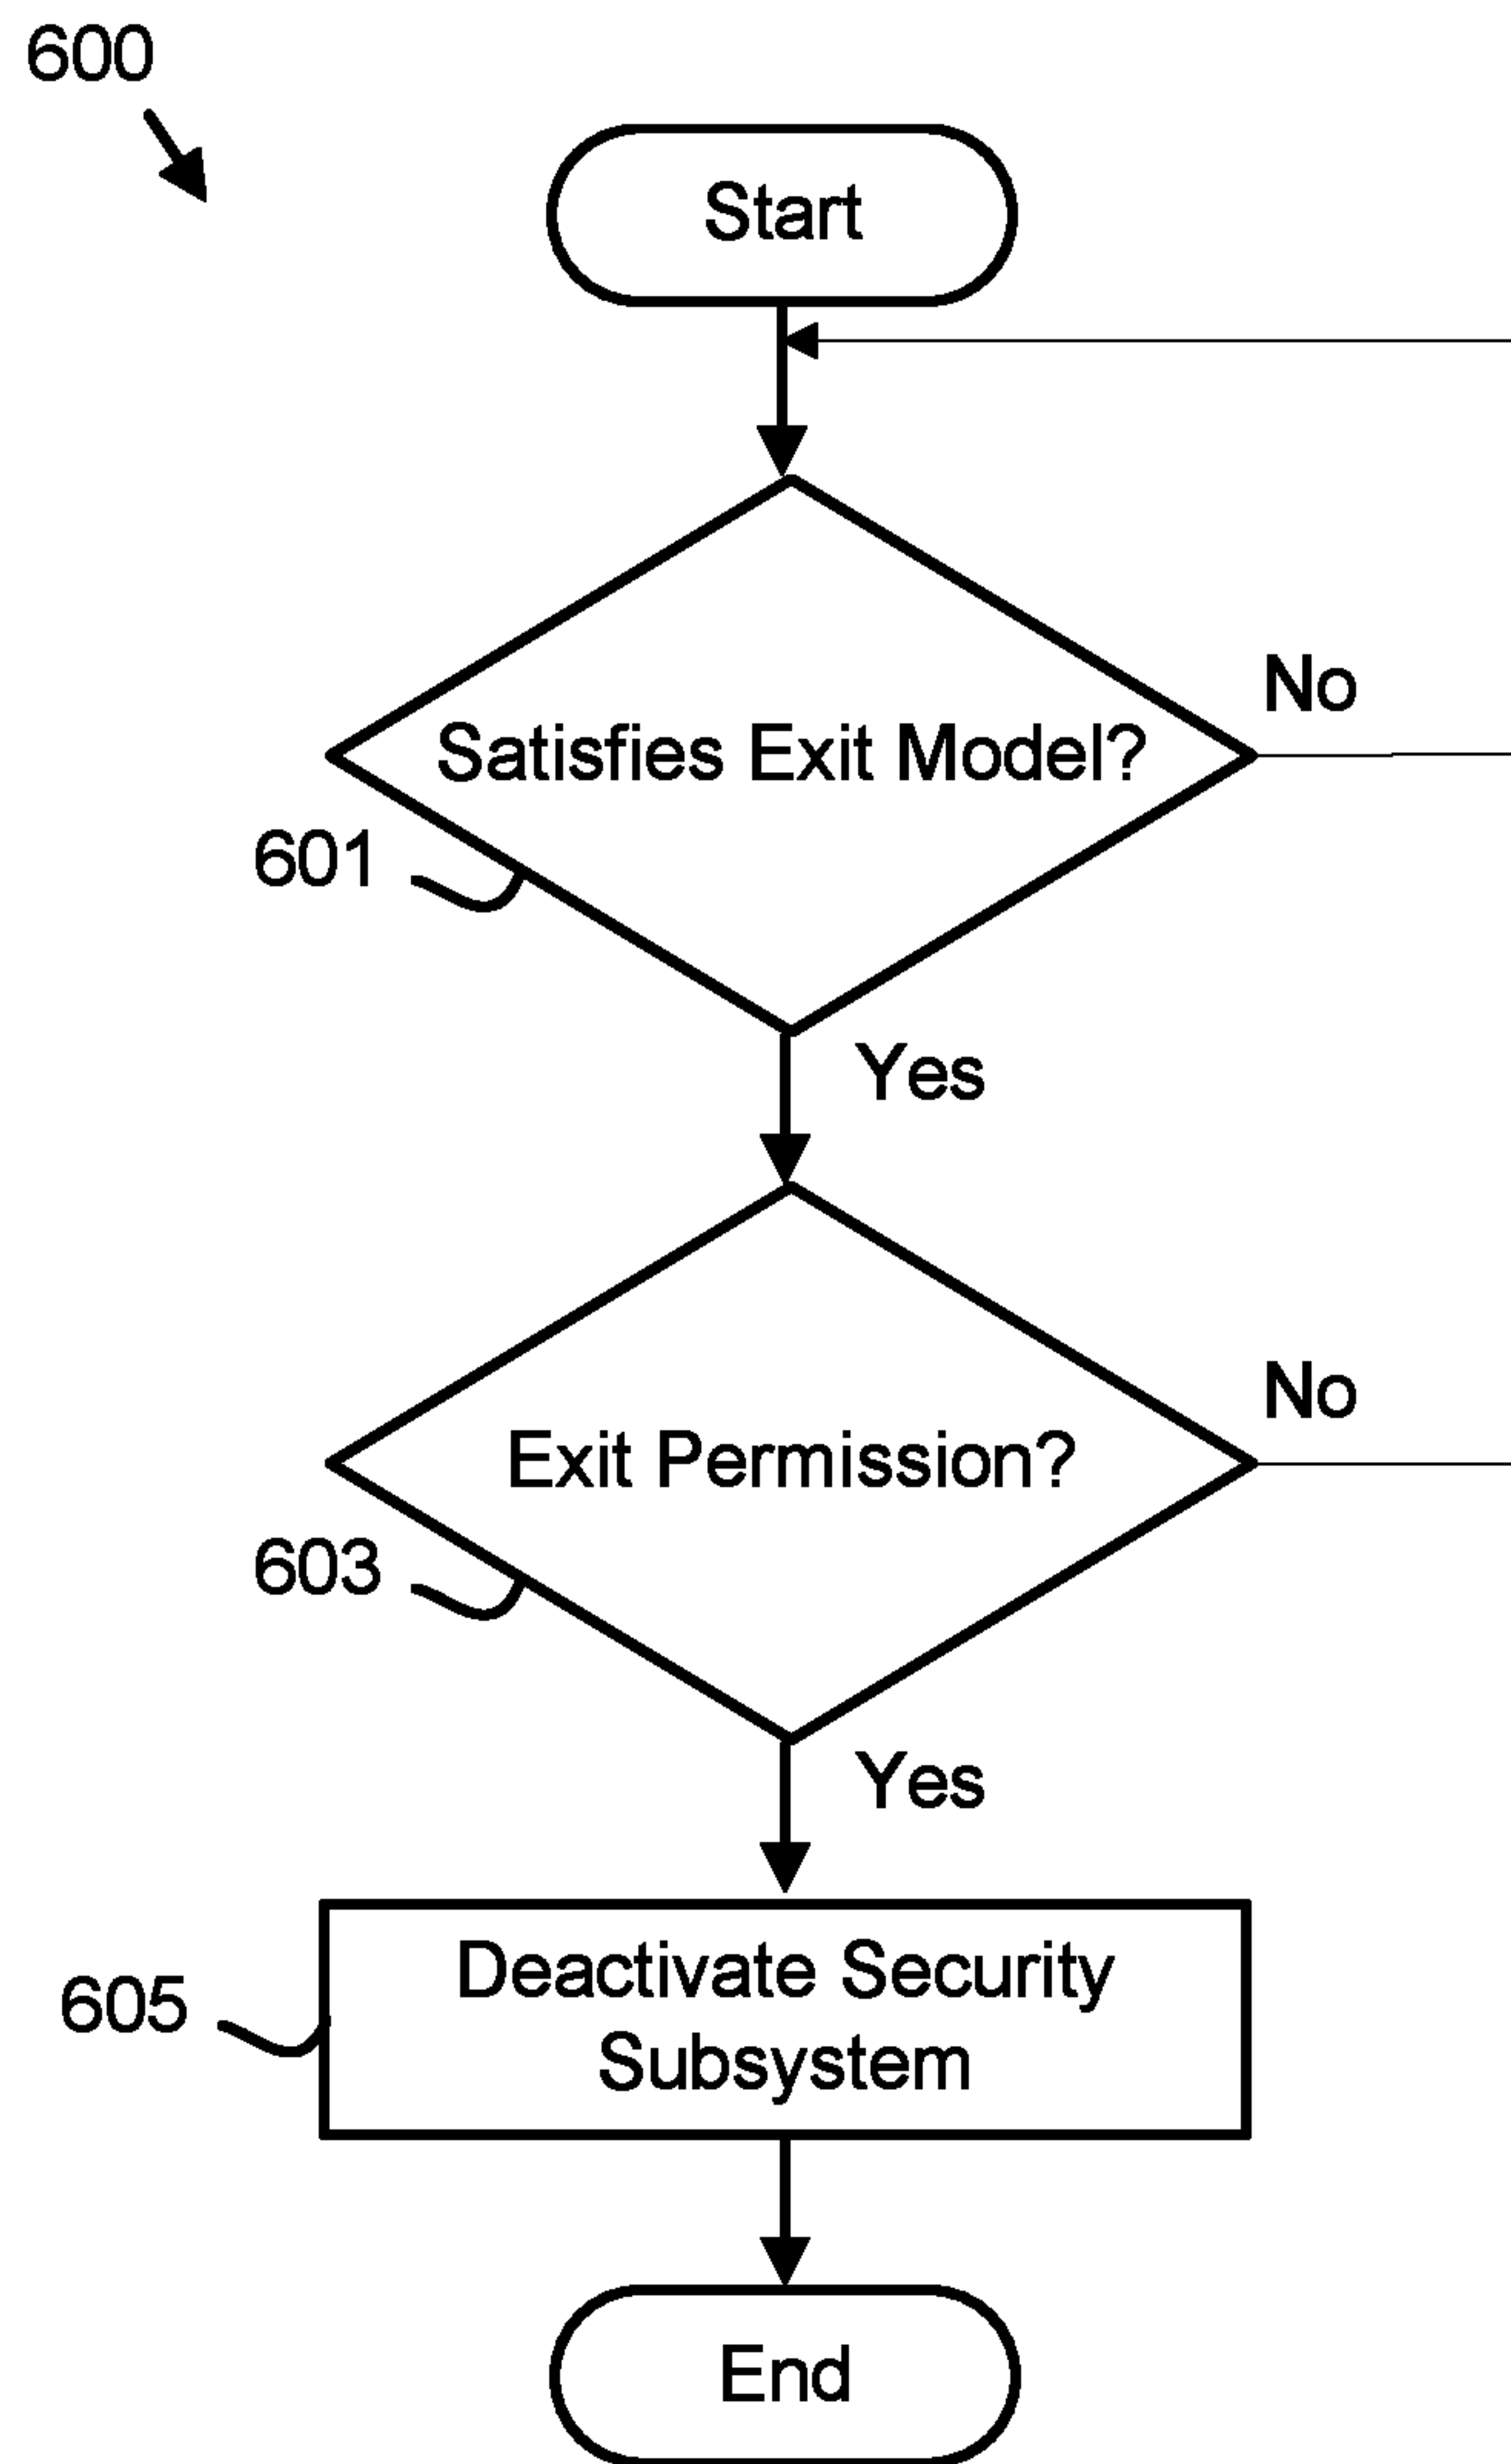 600
Start
No
Satisfies Exit Model?
601
Yes
No
Exit Permission?
603
Yes
Deactivate Security
Subsystem
605
End